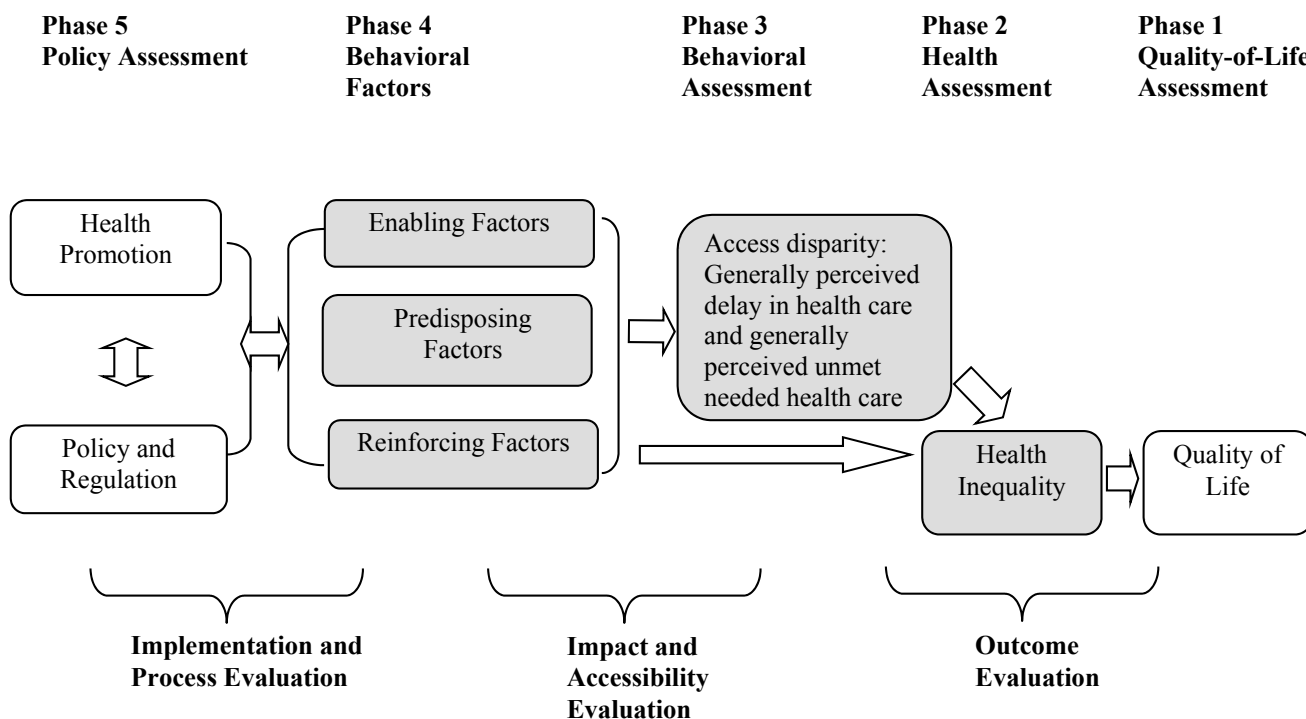 Phase 5
Policy Assessment
Phase 4
Behavioral
Factors
Phase 3
Behavioral
Assessment
Phase 2
Health
Assessment
Phase 1
Quality-of-Life
Assessment
Health
Promotion
Policy and
Regulation
Enabling Factors
Predisposing
Factors
Reinforcing Factors
Access disparity:
Generally perceived
delay in health care
and generally
perceived unmet
needed health care
Health
Inequality
Quality of
Life
Implementation and
Process Evaluation
Impact and
Accessibility
Evaluation
Outcome
Evaluation